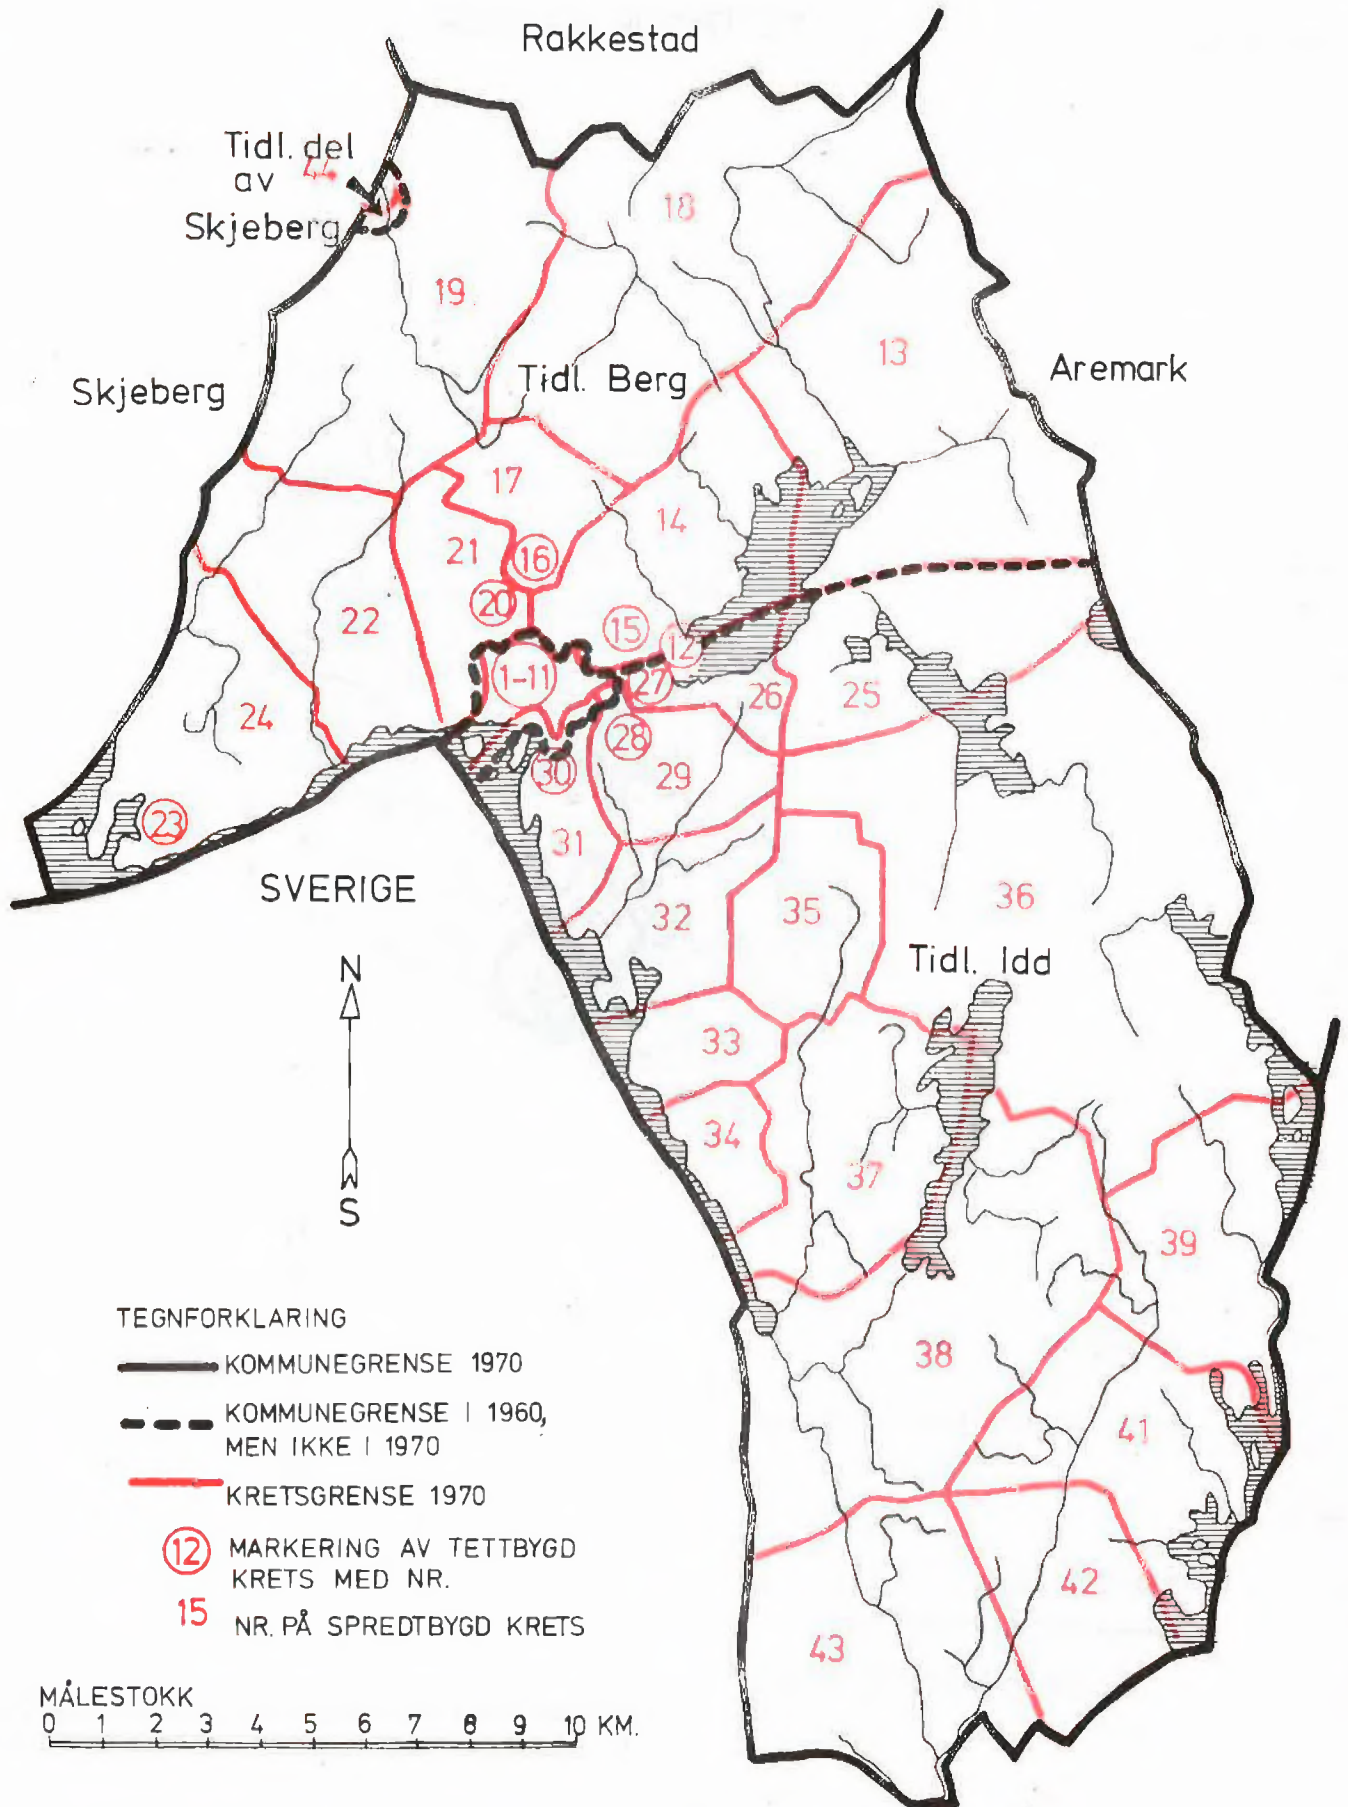 Rakkestad
Tidl. del
av 44
Skjeberg
18
19
13
Tidl. Berg
Aremark
Skjeberg
17
14
21
16
20
22
15
12
1-11
27
26
25
24
28
30
29
23
31
SVERIGE
32
35
36
Tidl. Idd
N
33
34
37
S
39
TEGNFORKLARING
KOMMUNEGRENSE 1970
38
KOMMUNEGRENSE I 1960,
MEN IKKE I 1970
41
KRETSGRENSE 1970
12 MARKERING AV TETTBYGD
KRETS MED NR.
42
15 NR. PÅ SPREDTBYGD KRETS
43
MÅLESTOKK
0 1 2 3 4 5 6 7 8 9 10 KM.